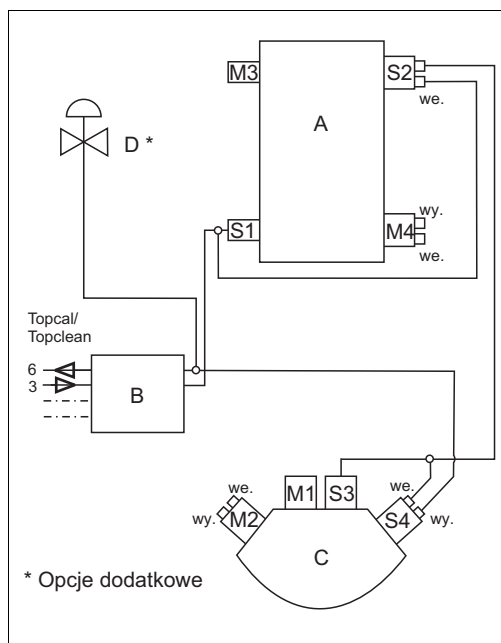 M3
S2
we.
A
D *
wy.
S1
M4
we.
Topcal/
Topclean
6
3
B
we.
M1
S3
we.
wy.
M2
S4
wy.
C
* Opcje dodatkowe